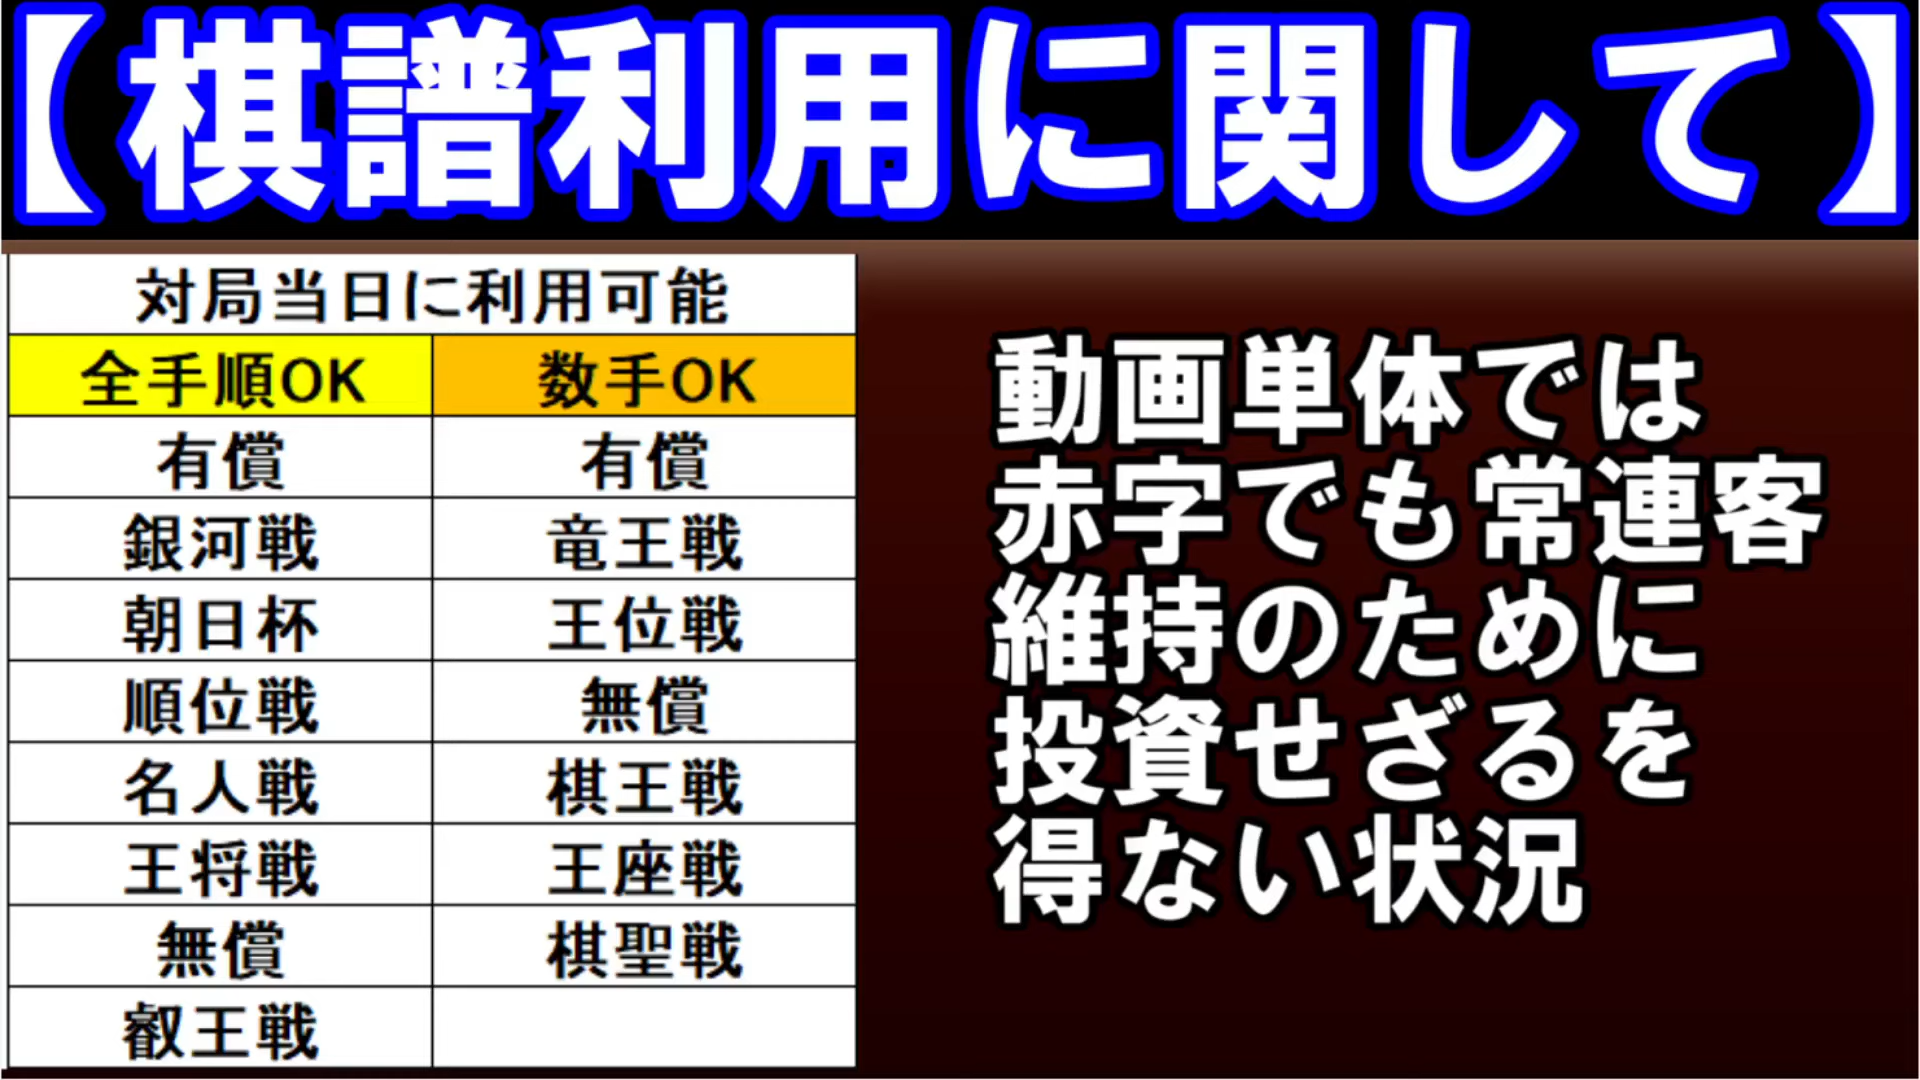 【棋譜利用に関して】
対局当日に利用可能
全手順OK 数手OK
有償 有償
銀河戦 竜王戦
朝日杯 王位戦
順位戦 無償
名人戦 棋王戦
王将戦 王座戦
無償 棋聖戦
叡王戦
動画単体では
赤字でも常連客
維持のために
投資せざるを
得ない状況